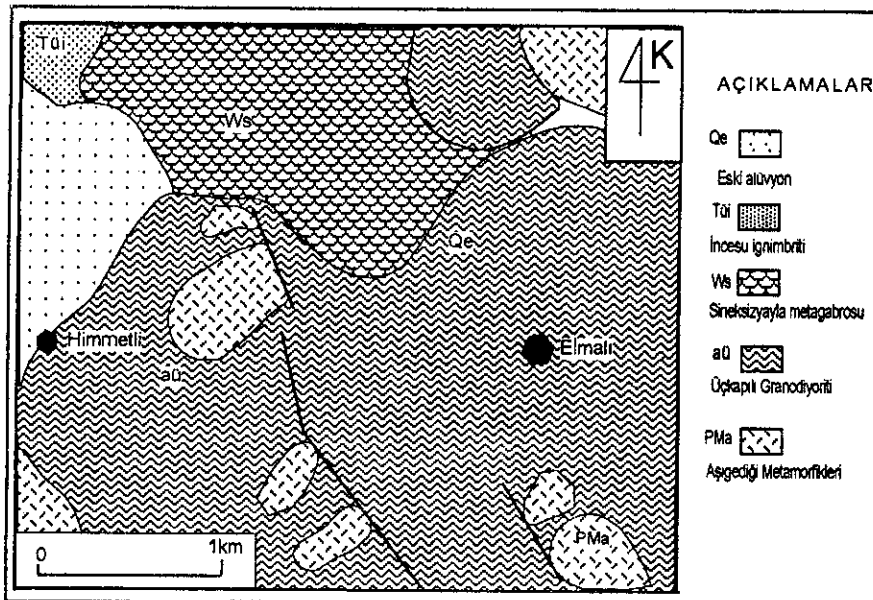 Tüi
K
Ws
Qe
Himmetli
aü
Elmalı
PMa
0
1km
AÇIKLAMALAR
Qe
Eski alüvyon
Tüi
İncesu ignimbriti
Ws
Sineksizyayla metagabrosu
aü
Üçkapılı Granodiyoriti
PMa
Aşıgediği Metamorfikleri